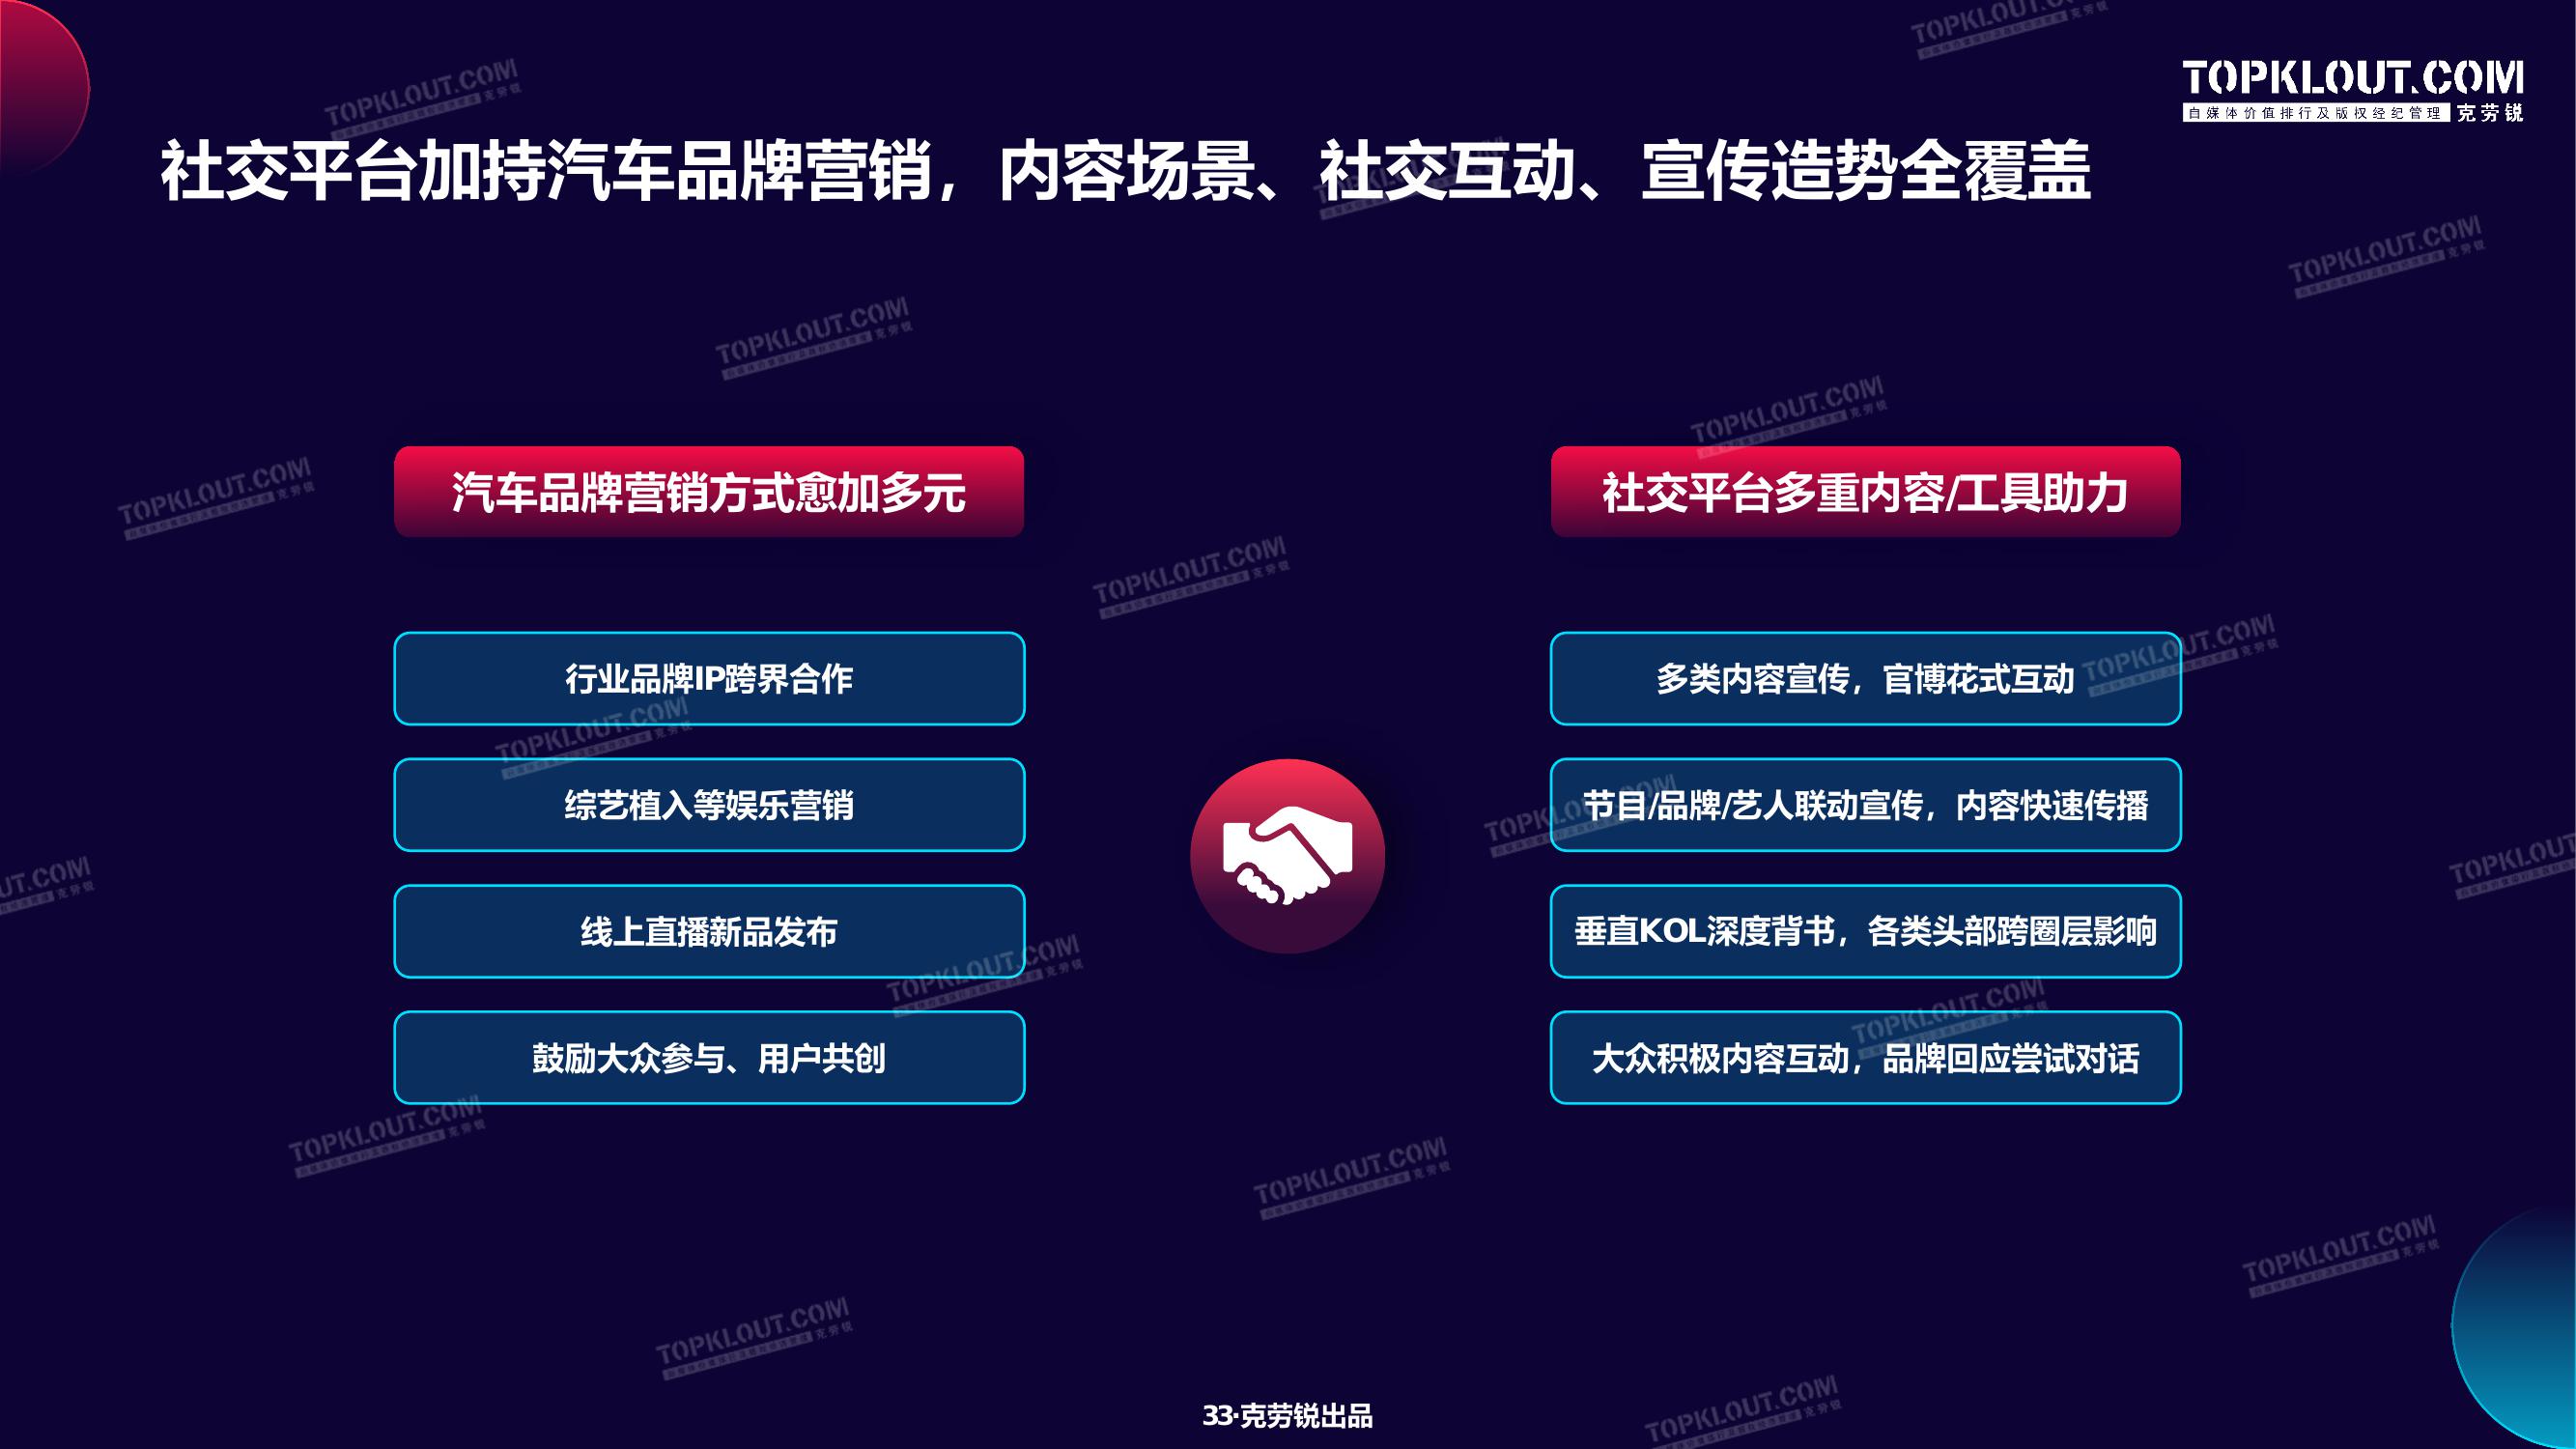 TOPKLOUT.COM
自媒体价值排行及版权经纪管理 克劳锐
社交平台加持汽车品牌营销，内容场景、社交互动、宣传造势全覆盖
汽车品牌营销方式愈加多元
行业品牌IP跨界合作
综艺植入等娱乐营销
线上直播新品发布
鼓励大众参与、用户共创
社交平台多重内容/工具助力
多类内容宣传，官博花式互动
节目/品牌/艺人联动宣传，内容快速传播
垂直KOL深度背书，各类头部跨圈层影响
大众积极内容互动，品牌回应尝试对话
33·克劳锐出品